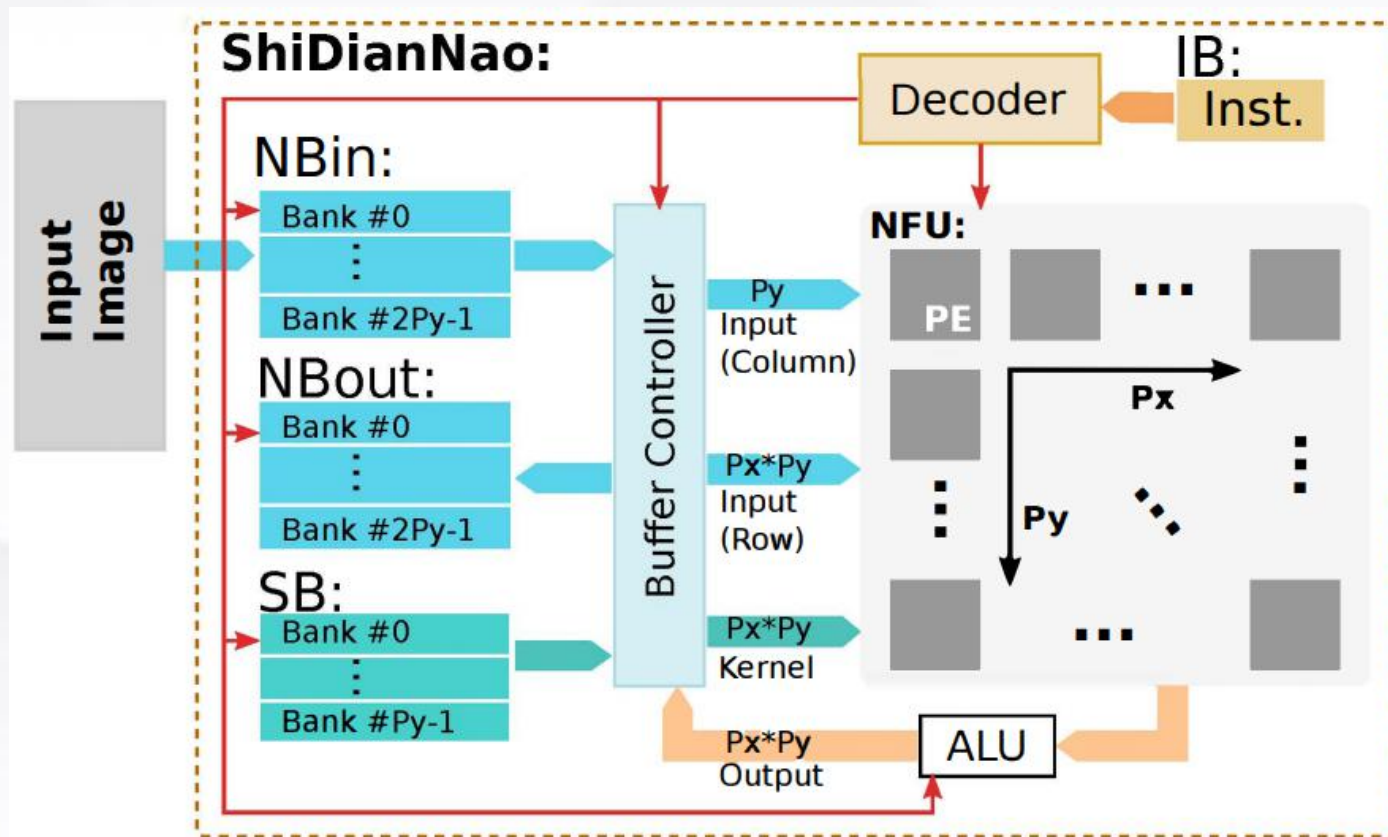 ShiDianNao:
IB:
Decoder
Inst.
Input
Image
NBin:
Bank #0
Bank #2Py-1
NBout:
Bank #0
Bank #2Py-1
SB:
Bank #0
Bank #Py-1
Buffer Controller
Py
Input
(Column)
Px*Py
Input
(Row)
Px*Py
Kernel
NFU:
PE
Px
Py
Px*Py
Output
ALU